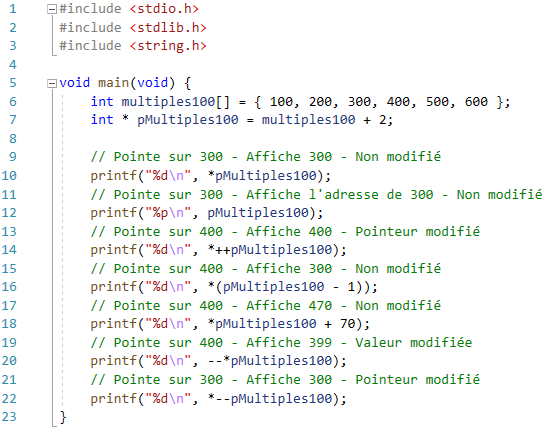 1 #include <stdio.h>
2 #include <stdlib.h>
3 #include <string.h>
4
5 void main(void) {
6     int multiples100[] = { 100, 200, 300, 400, 500, 600 };
7     int * pMultiples100 = multiples100 + 2;
8
9     // Pointe sur 300 - Affiche 300 - Non modifié
10     printf("%d\n", *pMultiples100);
11     // Pointe sur 300 - Affiche l'adresse de 300 - Non modifié
12     printf("%p\n", pMultiples100);
13     // Pointe sur 400 - Affiche 400 - Pointeur modifié
14     printf("%d\n", *++pMultiples100);
15     // Pointe sur 400 - Affiche 300 - Non modifié
16     printf("%d\n", *(pMultiples100 - 1));
17     // Pointe sur 400 - Affiche 470 - Non modifié
18     printf("%d\n", *pMultiples100 + 70);
19     // Pointe sur 400 - Affiche 399 - Valeur modifiée
20     printf("%d\n", --*pMultiples100);
21     // Pointe sur 300 - Affiche 300 - Pointeur modifié
22     printf("%d\n", *--pMultiples100);
23 }